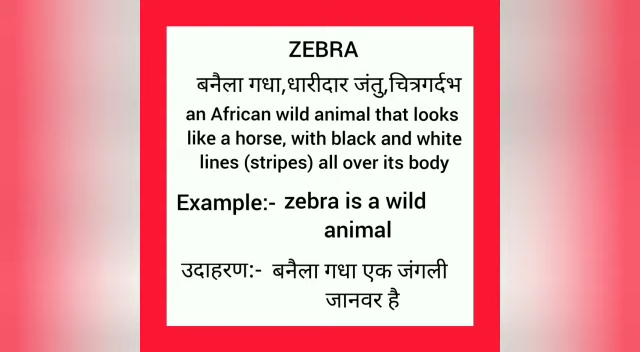 ZEBRA
बनैला गधा,धारीदार जंतु,चित्रगर्दभ
an African wild animal that looks
like a horse, with black and white
lines (stripes) all over its body
Example:- zebra is a wild
animal
उदाहरण:- बनैला गधा एक जंगली
जानवर है